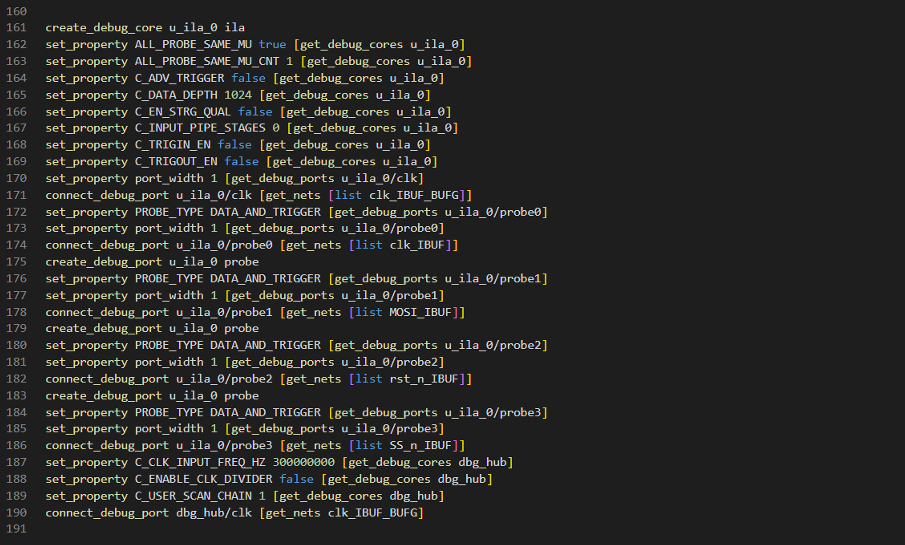 160
161 create_debug_core u_ila_0 ila
162 set_property ALL_PROBE_SAME_MU true [get_debug_cores u_ila_0]
163 set_property ALL_PROBE_SAME_MU_CNT 1 [get_debug_cores u_ila_0]
164 set_property C_ADV_TRIGGER false [get_debug_cores u_ila_0]
165 set_property C_DATA_DEPTH 1024 [get_debug_cores u_ila_0]
166 set_property C_EN_STRG_QUAL false [get_debug_cores u_ila_0]
167 set_property C_INPUT_PIPE_STAGES 0 [get_debug_cores u_ila_0]
168 set_property C_TRIGIN_EN false [get_debug_cores u_ila_0]
169 set_property C_TRIGOUT_EN false [get_debug_cores u_ila_0]
170 set_property port_width 1 [get_debug_ports u_ila_0/clk]
171 connect_debug_port u_ila_0/clk [get_nets [list clk_IBUF_BUFG]]
172 set_property PROBE_TYPE DATA_AND_TRIGGER [get_debug_ports u_ila_0/probe0]
173 set_property port_width 1 [get_debug_ports u_ila_0/probe0]
174 connect_debug_port u_ila_0/probe0 [get_nets [list clk_IBUF]]
175 create_debug_port u_ila_0 probe
176 set_property PROBE_TYPE DATA_AND_TRIGGER [get_debug_ports u_ila_0/probe1]
177 set_property port_width 1 [get_debug_ports u_ila_0/probe1]
178 connect_debug_port u_ila_0/probe1 [get_nets [list MOSI_IBUF]]
179 create_debug_port u_ila_0 probe
180 set_property PROBE_TYPE DATA_AND_TRIGGER [get_debug_ports u_ila_0/probe2]
181 set_property port_width 1 [get_debug_ports u_ila_0/probe2]
182 connect_debug_port u_ila_0/probe2 [get_nets [list rst_n_IBUF]]
183 create_debug_port u_ila_0 probe
184 set_property PROBE_TYPE DATA_AND_TRIGGER [get_debug_ports u_ila_0/probe3]
185 set_property port_width 1 [get_debug_ports u_ila_0/probe3]
186 connect_debug_port u_ila_0/probe3 [get_nets [list SS_n_IBUF]]
187 set_property C_CLK_INPUT_FREQ_HZ 300000000 [get_debug_cores dbg_hub]
188 set_property C_ENABLE_CLK_DIVIDER false [get_debug_cores dbg_hub]
189 set_property C_USER_SCAN_CHAIN 1 [get_debug_cores dbg_hub]
190 connect_debug_port dbg_hub/clk [get_nets clk_IBUF_BUFG]
191